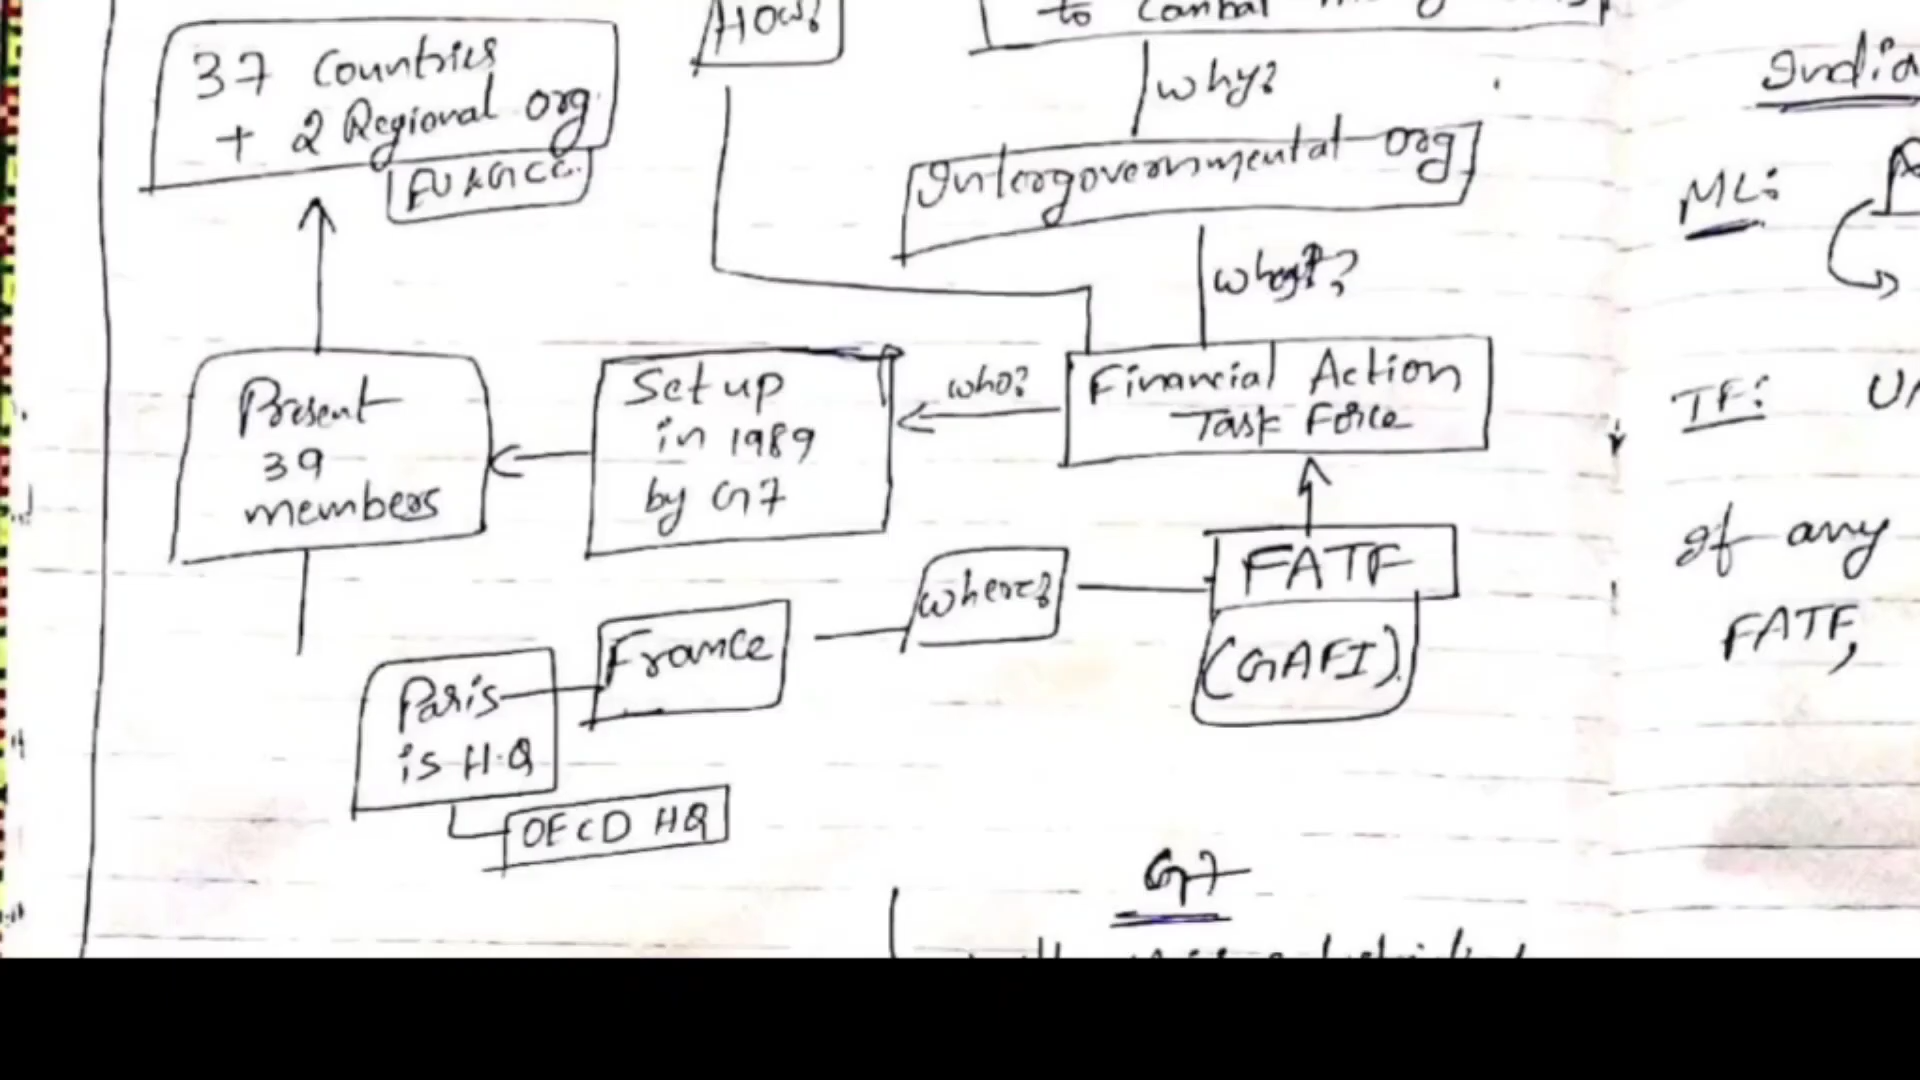 How?
to Combat
37 Countries
+ 2 Regional org.
EU & GCC.
why?
Intergovernmental org
what?
India
ML:
Present
39
members
Set up
in 1989
by G7
who?
Financial Action
Task Force
TF:
FATF
(GAFI).
where?
France
Paris
is H.Q
OECD HQ
If any
FATF,
G7